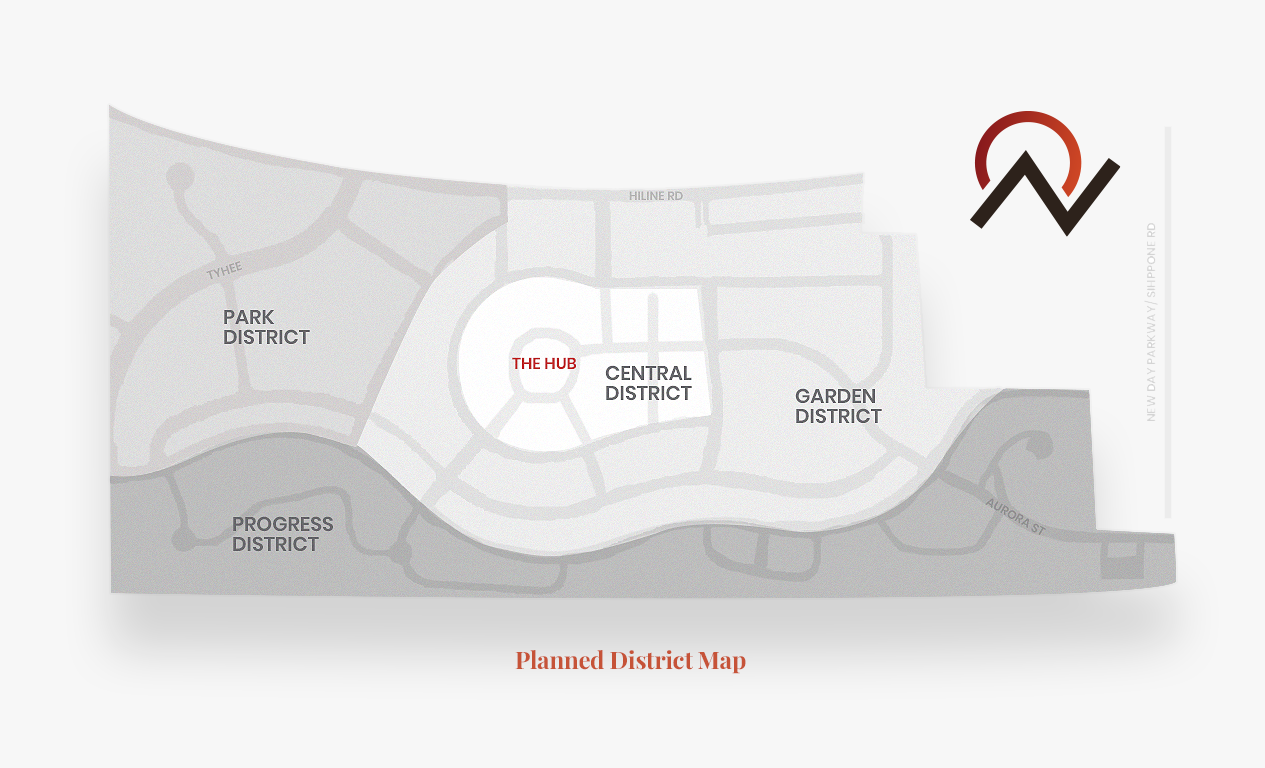 HILINE RD
NEW DAY PARKWAY/ SIHPPONE RD
TYHEE
PARK
DISTRICT
THE HUB
CENTRAL
DISTRICT
GARDEN
DISTRICT
PROGRESS
DISTRICT
AURORA ST
Planned District Map